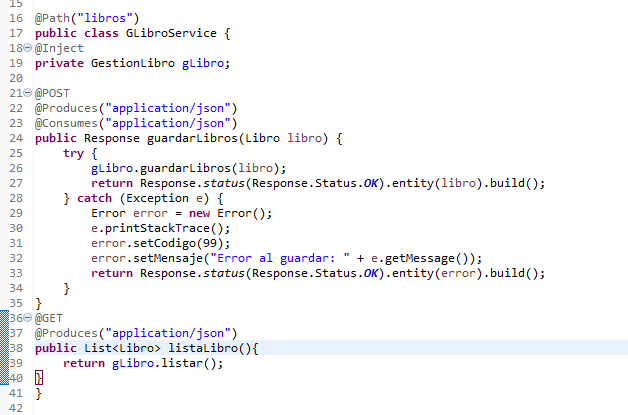 15
16 @Path("libros")
17 public class GLibroService {
18 @Inject
19 private GestionLibro gLibro;
20
21 @POST
22 @Produces("application/json")
23 @Consumes("application/json")
24 public Response guardarLibros(Libro libro) {
25     try {
26         gLibro.guardarLibros(libro);
27         return Response.status(Response.Status.OK).entity(libro).build();
28     } catch (Exception e) {
29         Error error = new Error();
30         e.printStackTrace();
31         error.setCodigo(99);
32         error.setMensaje("Error al guardar: " + e.getMessage());
33         return Response.status(Response.Status.OK).entity(error).build();
34     }
35 }
36 @GET
37 @Produces("application/json")
38 public List<Libro> listaLibro(){
39     return gLibro.listar();
40 }
41 }
42